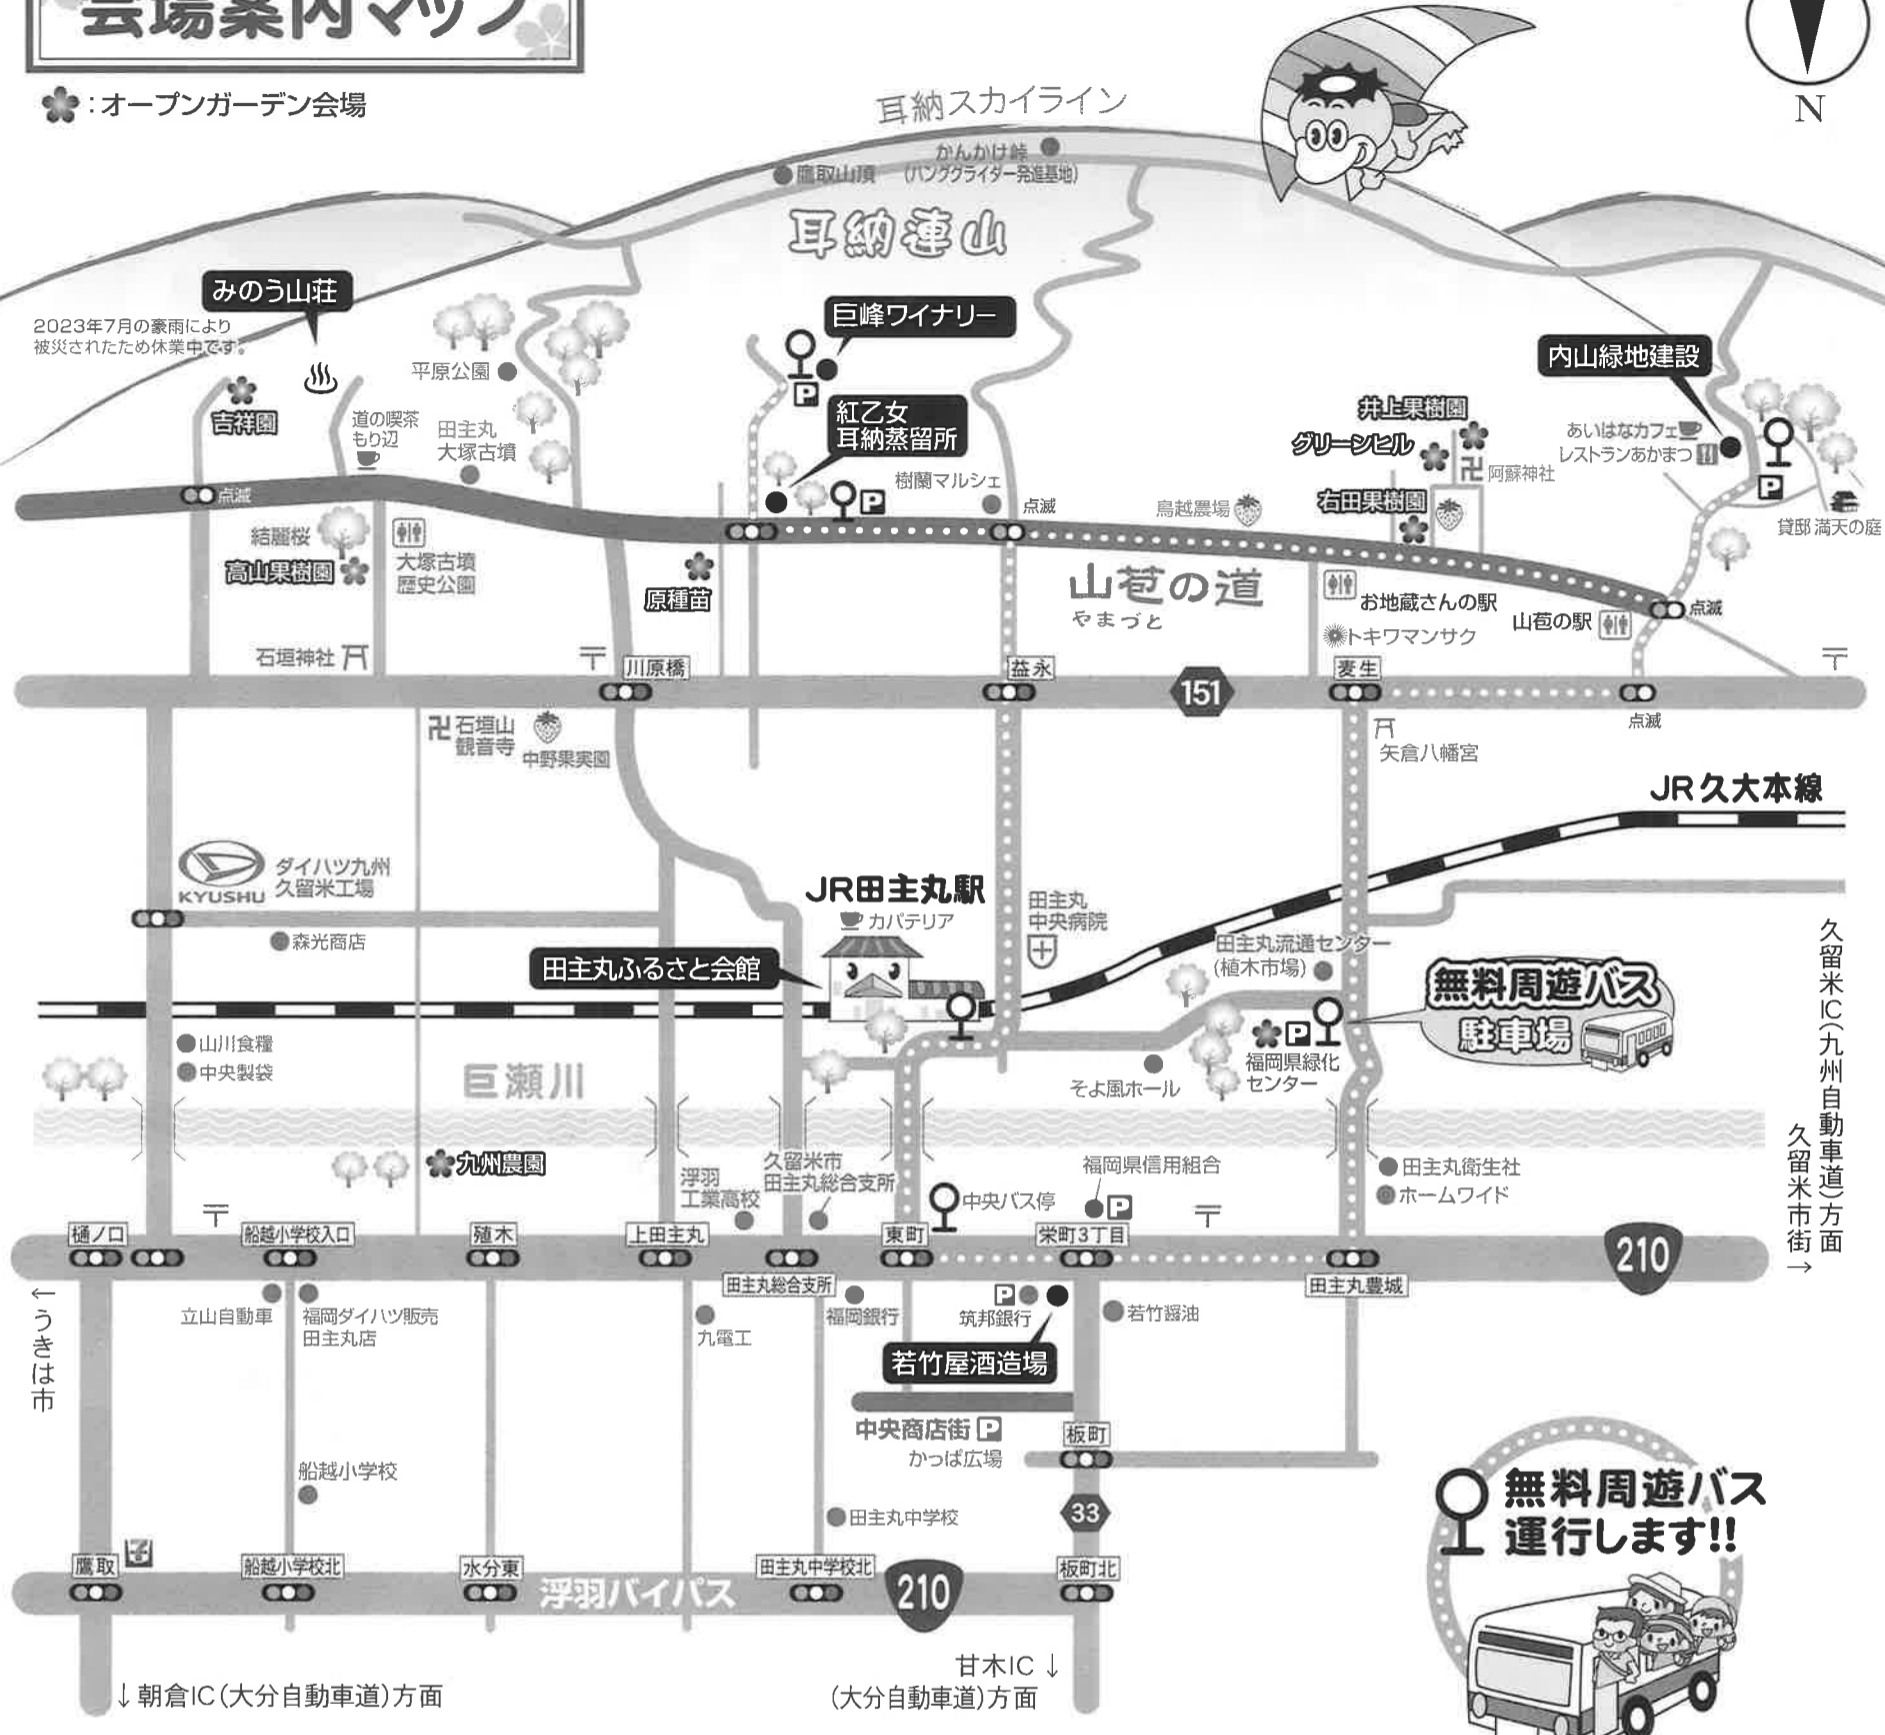 会場案内マップ
：オープンガーデン会場
N
耳納スカイライン
かんかけ峠
(ハンググライダー発進基地)
鷹取山頂
耳納連山
みのう山荘
2023年7月の豪雨により
被災されたため休業中です。
巨峰ワイナリー
P
内山緑地建設
平原公園
吉祥園
道の喫茶
もり辺
田主丸
大塚古墳
紅乙女
耳納蒸留所
P
樹蘭マルシェ
井上果樹園
グリーンヒル
卍
阿蘇神社
あいはなカフェ
レストランあかまつ
P
貸邸 満天の庭
点滅
点滅
鳥越農場
右田果樹園
結麗桜
高山果樹園
大塚古墳
歴史公園
原種苗
山苞の道
やまづと
お地蔵さんの駅
トキワマンサク
山苞の駅
点滅
石垣神社
〒
川原橋
益永
151
麦生
〒
点滅
卍
石垣山
観音寺
中野果実園
矢倉八幡宮
JR久大本線
KYUSHU
ダイハツ九州
久留米工場
森光商店
JR田主丸駅
カパテリア
田主丸
中央病院
田主丸ふるさと会館
田主丸流通センター
(植木市場)
無料周遊バス
駐車場
P
福岡県緑化
センター
そよ風ホール
山川食糧
中央製袋
巨瀬川
久留米IC(九州自動車道)方面
久留米市街→
九州農園
浮羽
工業高校
久留米市
田主丸総合支所
中央バス停
福岡県信用組合
P
〒
田主丸衛生社
ホームワイド
〒
樋ノ口
船越小学校入口
殖木
上田主丸
田主丸総合支所
東町
栄町3丁目
田主丸豊城
210
←うきは市
立山自動車
福岡ダイハツ販売
田主丸店
九電工
福岡銀行
P
筑邦銀行
若竹醤油
若竹屋酒造場
中央商店街 P
かっぱ広場
板町
船越小学校
田主丸中学校
33
無料周遊バス
運行します!!
鷹取
船越小学校北
水分東
浮羽バイパス
田主丸中学校北
210
板町北
↓朝倉IC(大分自動車道)方面
甘木IC↓
(大分自動車道)方面